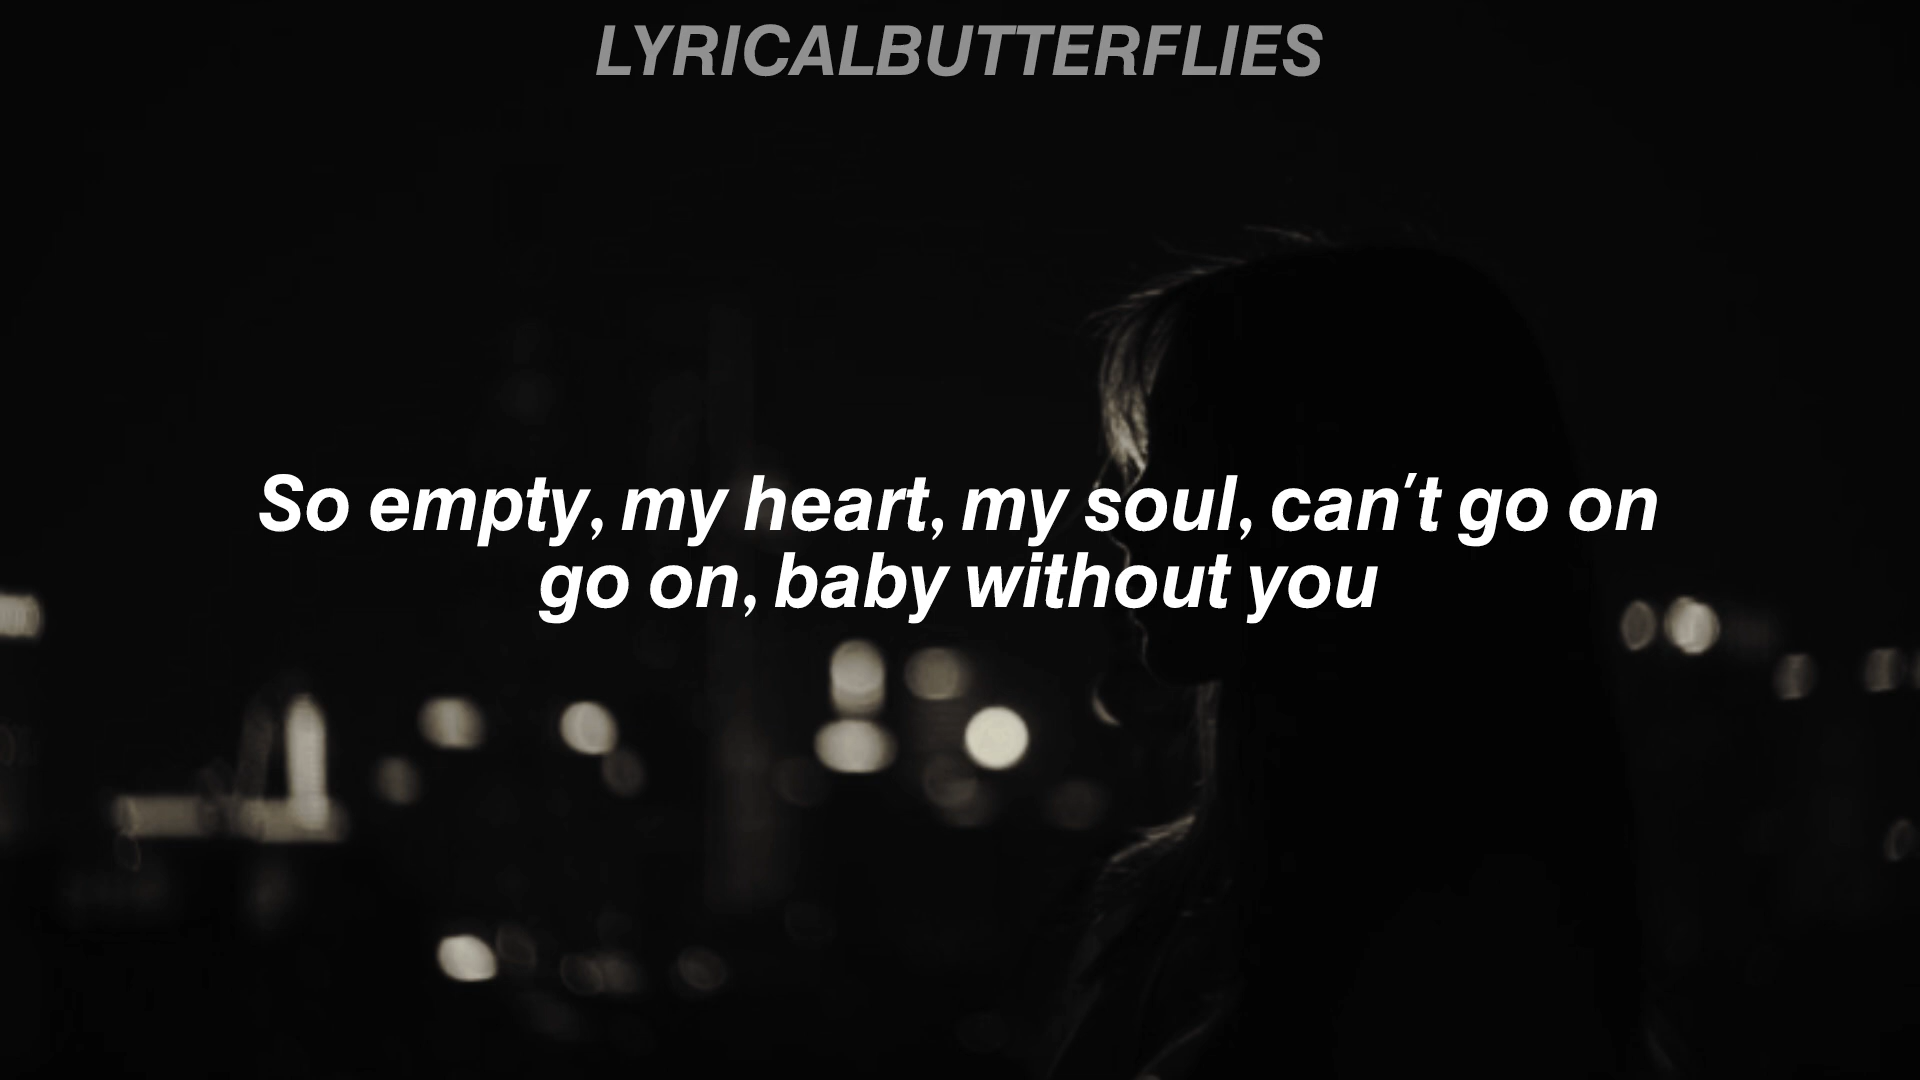 LYRICALBUTTERFLIES
So empty, my heart, my soul, can't go on
go on, baby without you